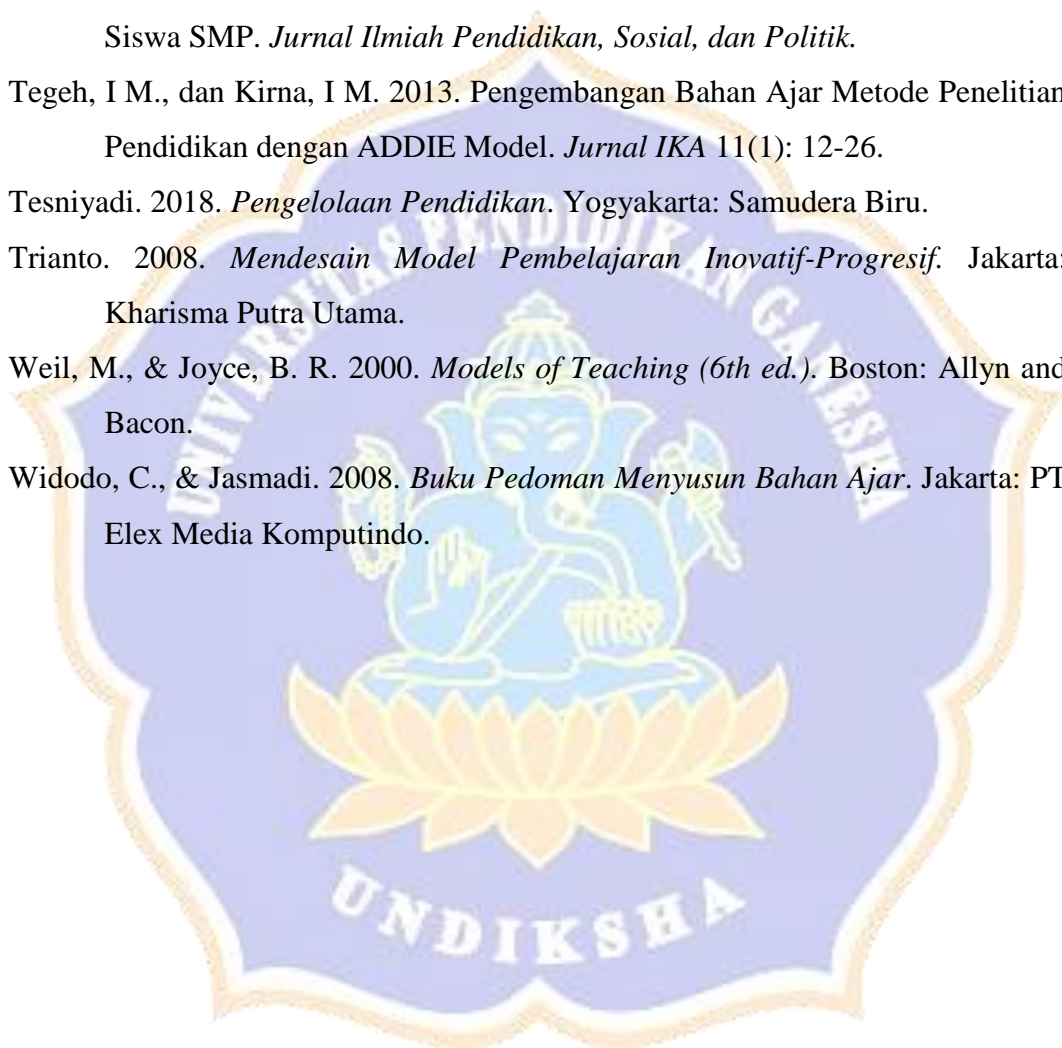 Siswa SMP. Jurnal Ilmiah Pendidikan, Sosial, dan Politik.
Tegeh, I M., dan Kirna, I M. 2013. Pengembangan Bahan Ajar Metode Penelitian
Pendidikan dengan ADDIE Model. Jurnal IKA 11(1): 12-26.
Tesniyadi. 2018. Pengelolaan Pendidikan. Yogyakarta: Samudera Biru.
Trianto. 2008. Mendesain Model Pembelajaran Inovatif-Progresif. Jakarta:
Kharisma Putra Utama.
Weil, M., & Joyce, B. R. 2000. Models of Teaching (6th ed.). Boston: Allyn and
Bacon.
Widodo, C., & Jasmadi. 2008. Buku Pedoman Menyusun Bahan Ajar. Jakarta: PT
Elex Media Komputindo.
UNIVERSITAS PENDIDIKAN GANESHA
UNDIKSHA